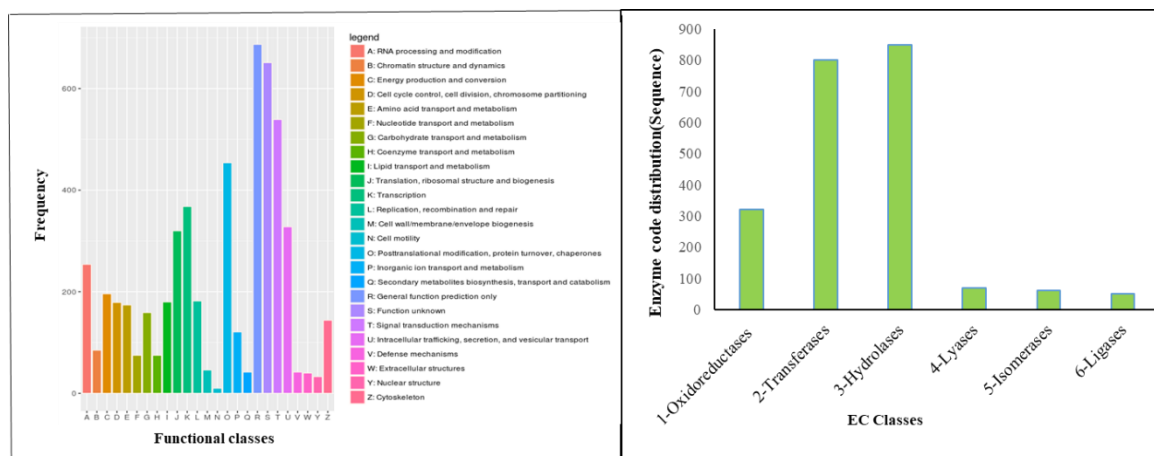 legend
A: RNA processing and modification
B: Chromatin structure and dynamics
C: Energy production and conversion
D: Cell cycle control, cell division, chromosome partitioning
E: Amino acid transport and metabolism
F: Nucleotide transport and metabolism
G: Carbohydrate transport and metabolism
H: Coenzyme transport and metabolism
I: Lipid transport and metabolism
J: Translation, ribosomal structure and biogenesis
K: Transcription
L: Replication, recombination and repair
M: Cell wall/membrane/envelope biogenesis
N: Cell motility
O: Posttranslational modification, protein turnover, chaperones
P: Inorganic ion transport and metabolism
Q: Secondary metabolites biosynthesis, transport and catabolism
R: General function prediction only
S: Function unknown
T: Signal transduction mechanisms
U: Intracellular trafficking, secretion, and vesicular transport
V: Defense mechanisms
W: Extracellular structures
Y: Nuclear structure
Z: Cytoskeleton
Frequency
600
400
200
0
A B C D E F G H I J K L M N O P Q R S T U V W Y Z
Functional classes
Enzyme code distribution(Sequence)
900
800
700
600
500
400
300
200
100
0
1-Oxidoreductases
2-Transferases
3-Hydrolases
4-Lyases
5-Isomerases
6-Ligases
EC Classes